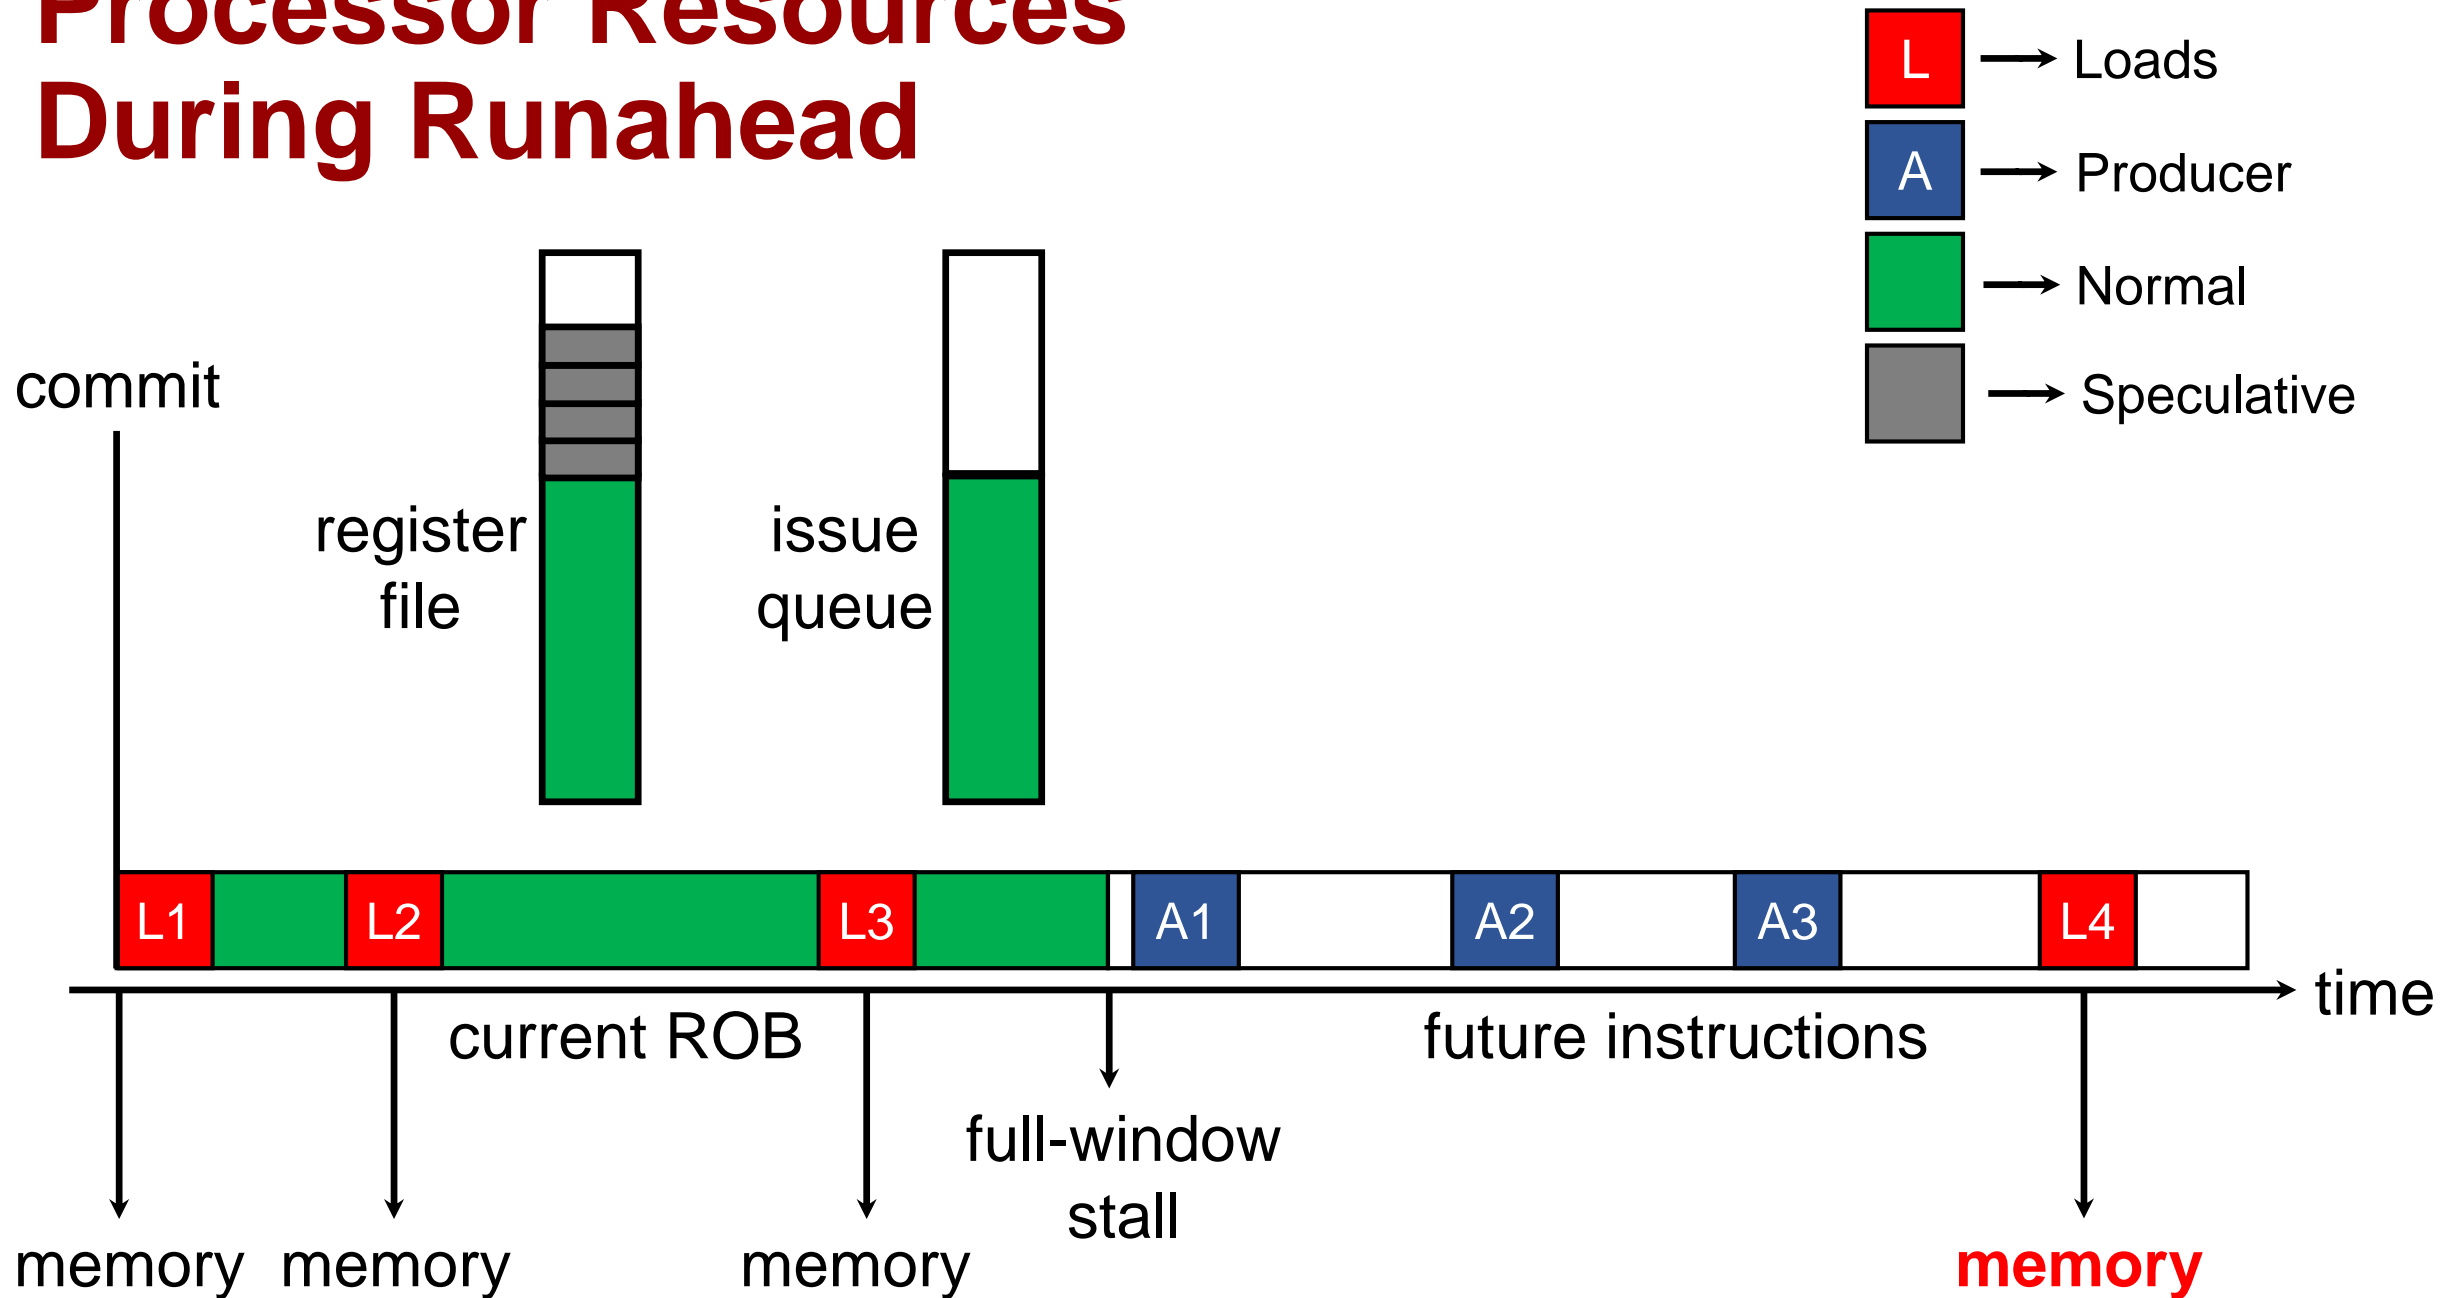 Processor Resources
During Runahead
L
Loads
A
Producer
Normal
Speculative
commit
register
file
issue
queue
L1
L2
L3
A1
A2
A3
L4
time
current ROB
future instructions
full-window
stall
memory
memory
memory
memory